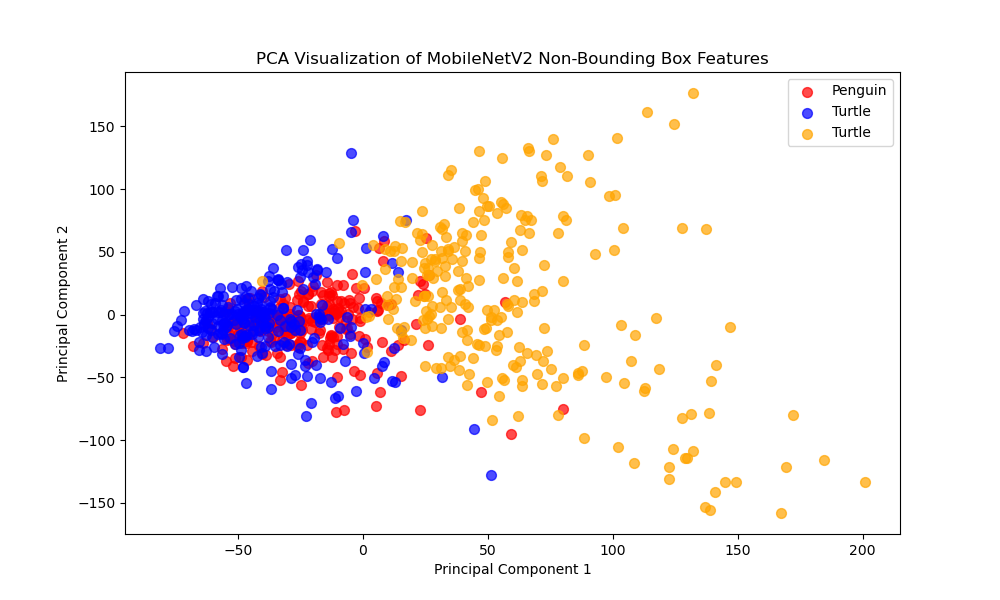 PCA Visualization of MobileNetV2 Non-Bounding Box Features
Penguin
Turtle
Turtle
150
100
50
0
−50
−100
−150
Principal Component 2
−50
0
50
100
150
200
Principal Component 1